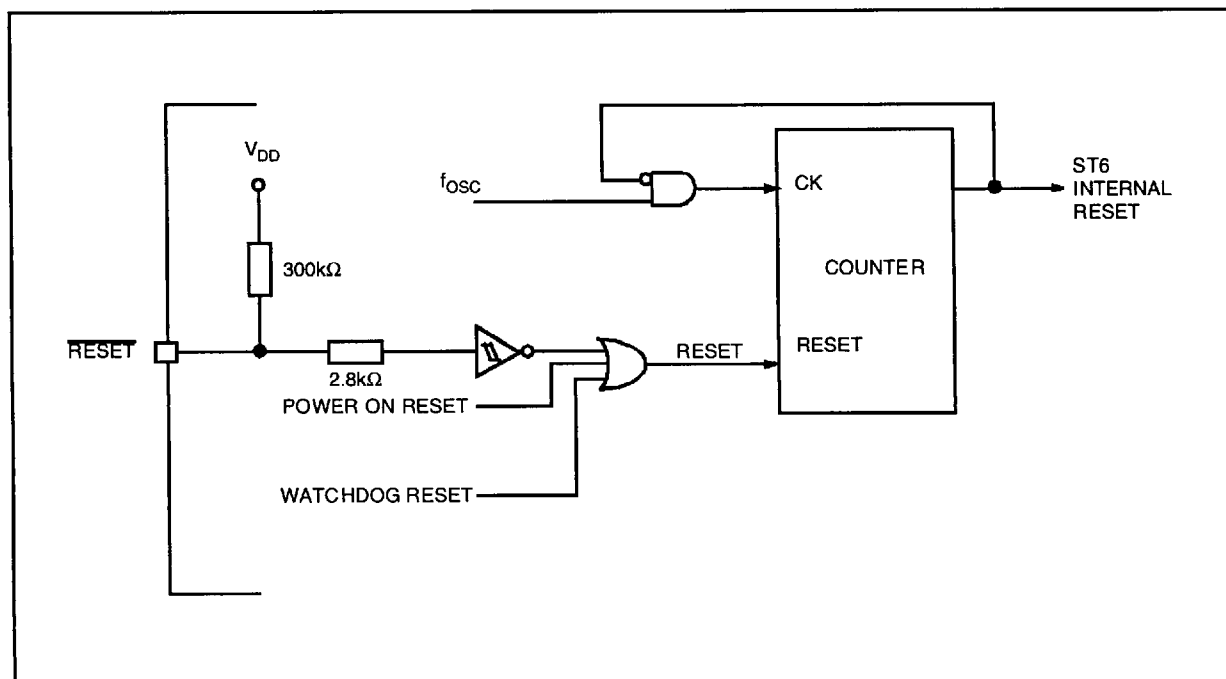 V_DD
f_OSC
CK
ST6
INTERNAL
RESET
300kΩ
COUNTER
RESET
RESET
RESET
2.8kΩ
POWER ON RESET
WATCHDOG RESET